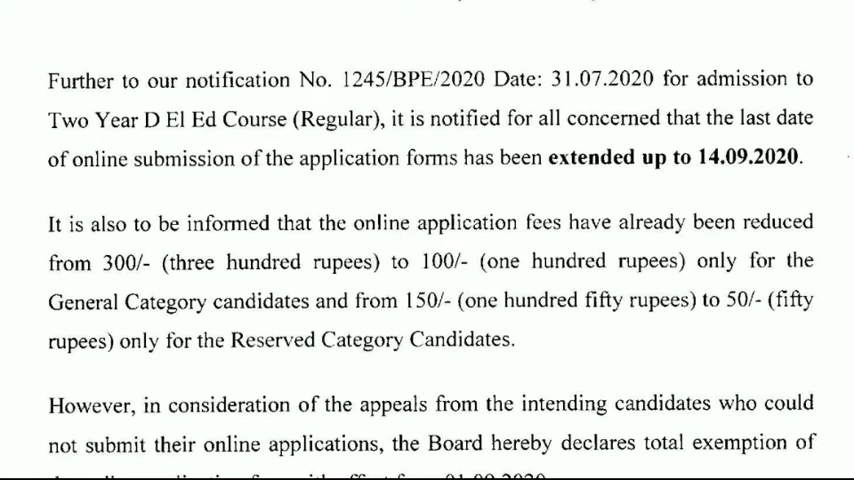 Further to our notification No. 1245/BPE/2020 Date: 31.07.2020 for admission to
Two Year D El Ed Course (Regular), it is notified for all concerned that the last date
of online submission of the application forms has been extended up to 14.09.2020.
It is also to be informed that the online application fees have already been reduced
from 300/- (three hundred rupees) to 100/- (one hundred rupees) only for the
General Category candidates and from 150/- (one hundred fifty rupees) to 50/- (fifty
rupees) only for the Reserved Category Candidates.
However, in consideration of the appeals from the intending candidates who could
not submit their online applications, the Board hereby declares total exemption of